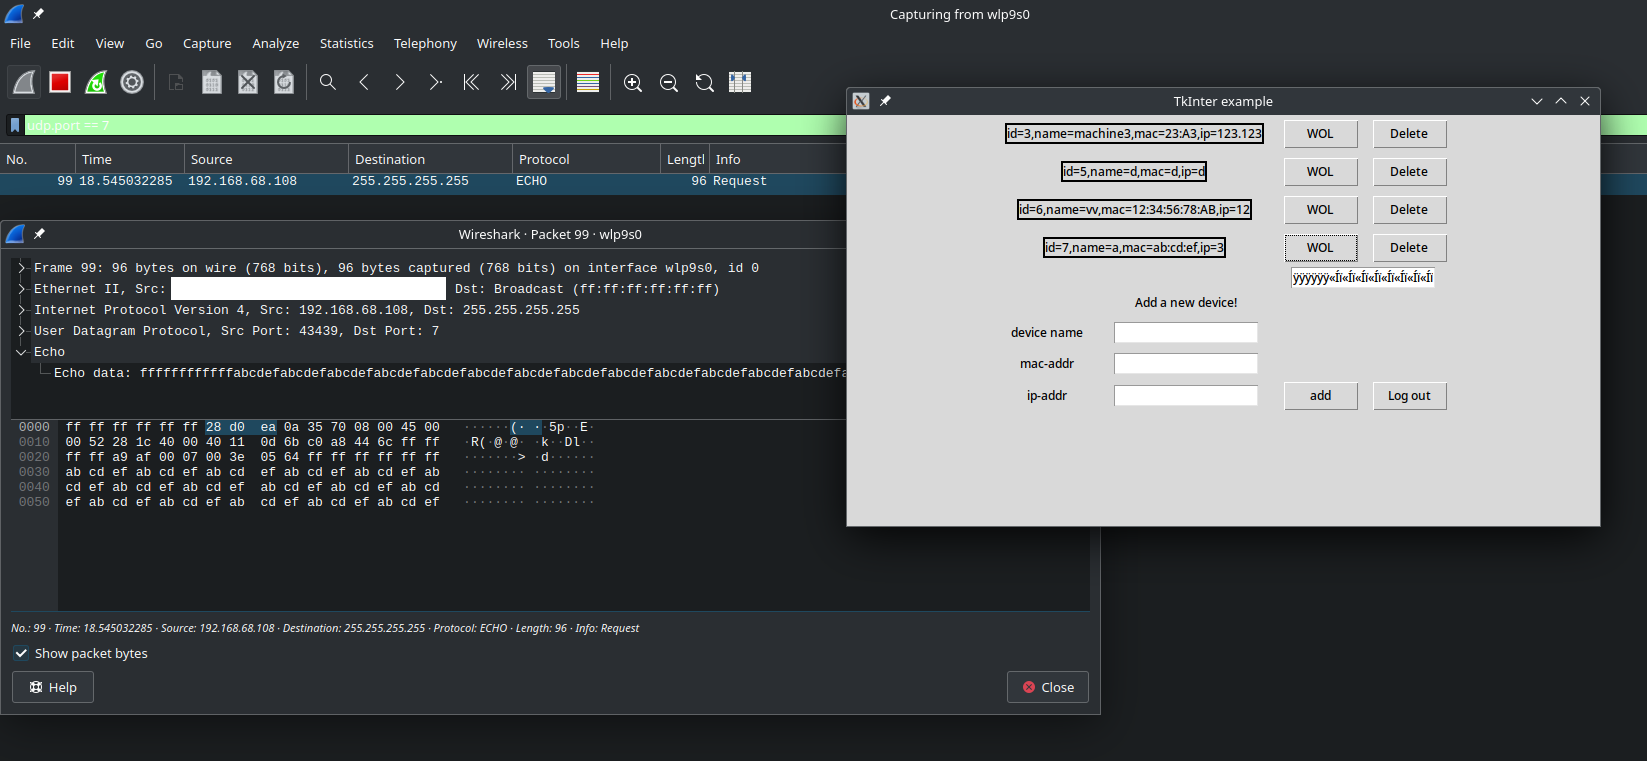 Capturing from wlp9s0
File Edit View Go Capture Analyze Statistics Telephony Wireless Tools Help
udp.port == 7
No. Time Source Destination Protocol Lengtl Info
99 18.545032285 192.168.68.108 255.255.255.255 ECHO 96 Request
Wireshark · Packet 99 · wlp9s0
Frame 99: 96 bytes on wire (768 bits), 96 bytes captured (768 bits) on interface wlp9s0, id 0
Ethernet II, Src: Dst: Broadcast (ff:ff:ff:ff:ff:ff)
Internet Protocol Version 4, Src: 192.168.68.108, Dst: 255.255.255.255
User Datagram Protocol, Src Port: 43439, Dst Port: 7
Echo
Echo data: ffffffffffffabcdefabcdefabcdefabcdefabcdefabcdefabcdefabcdefabcdefabcdefabcdefabcdefabcdefa
0000 ff ff ff ff ff ff 28 d0 ea 0a 35 70 08 00 45 00 ······(· ··5p··E·
0010 00 52 28 1c 40 00 40 11 0d 6b c0 a8 44 6c ff ff ·R(·@·@· ·k··Dl··
0020 ff ff a9 af 00 07 00 3e 05 64 ff ff ff ff ff ff ·······> ·d······
0030 ab cd ef ab cd ef ab cd ef ab cd ef ab cd ef ab ········ ········
0040 cd ef ab cd ef ab cd ef ab cd ef ab cd ef ab cd ········ ········
0050 ef ab cd ef ab cd ef ab cd ef ab cd ef ab cd ef ········ ········
No.: 99 · Time: 18.545032285 · Source: 192.168.68.108 · Destination: 255.255.255.255 · Protocol: ECHO · Length: 96 · Info: Request
Show packet bytes
Help Close
TkInter example
id=3,name=machine3,mac=23:A3,ip=123.123 WOL Delete
id=5,name=d,mac=d,ip=d WOL Delete
id=6,name=vv,mac=12:34:56:78:AB,ip=12 WOL Delete
id=7,name=a,mac=ab:cd:ef,ip=3 WOL Delete
ÿÿÿÿÿÿ«Íï«Íï«Íï«Íï«Íï«Íï«Íï«Íï
Add a new device!
device name
mac-addr
ip-addr add Log out